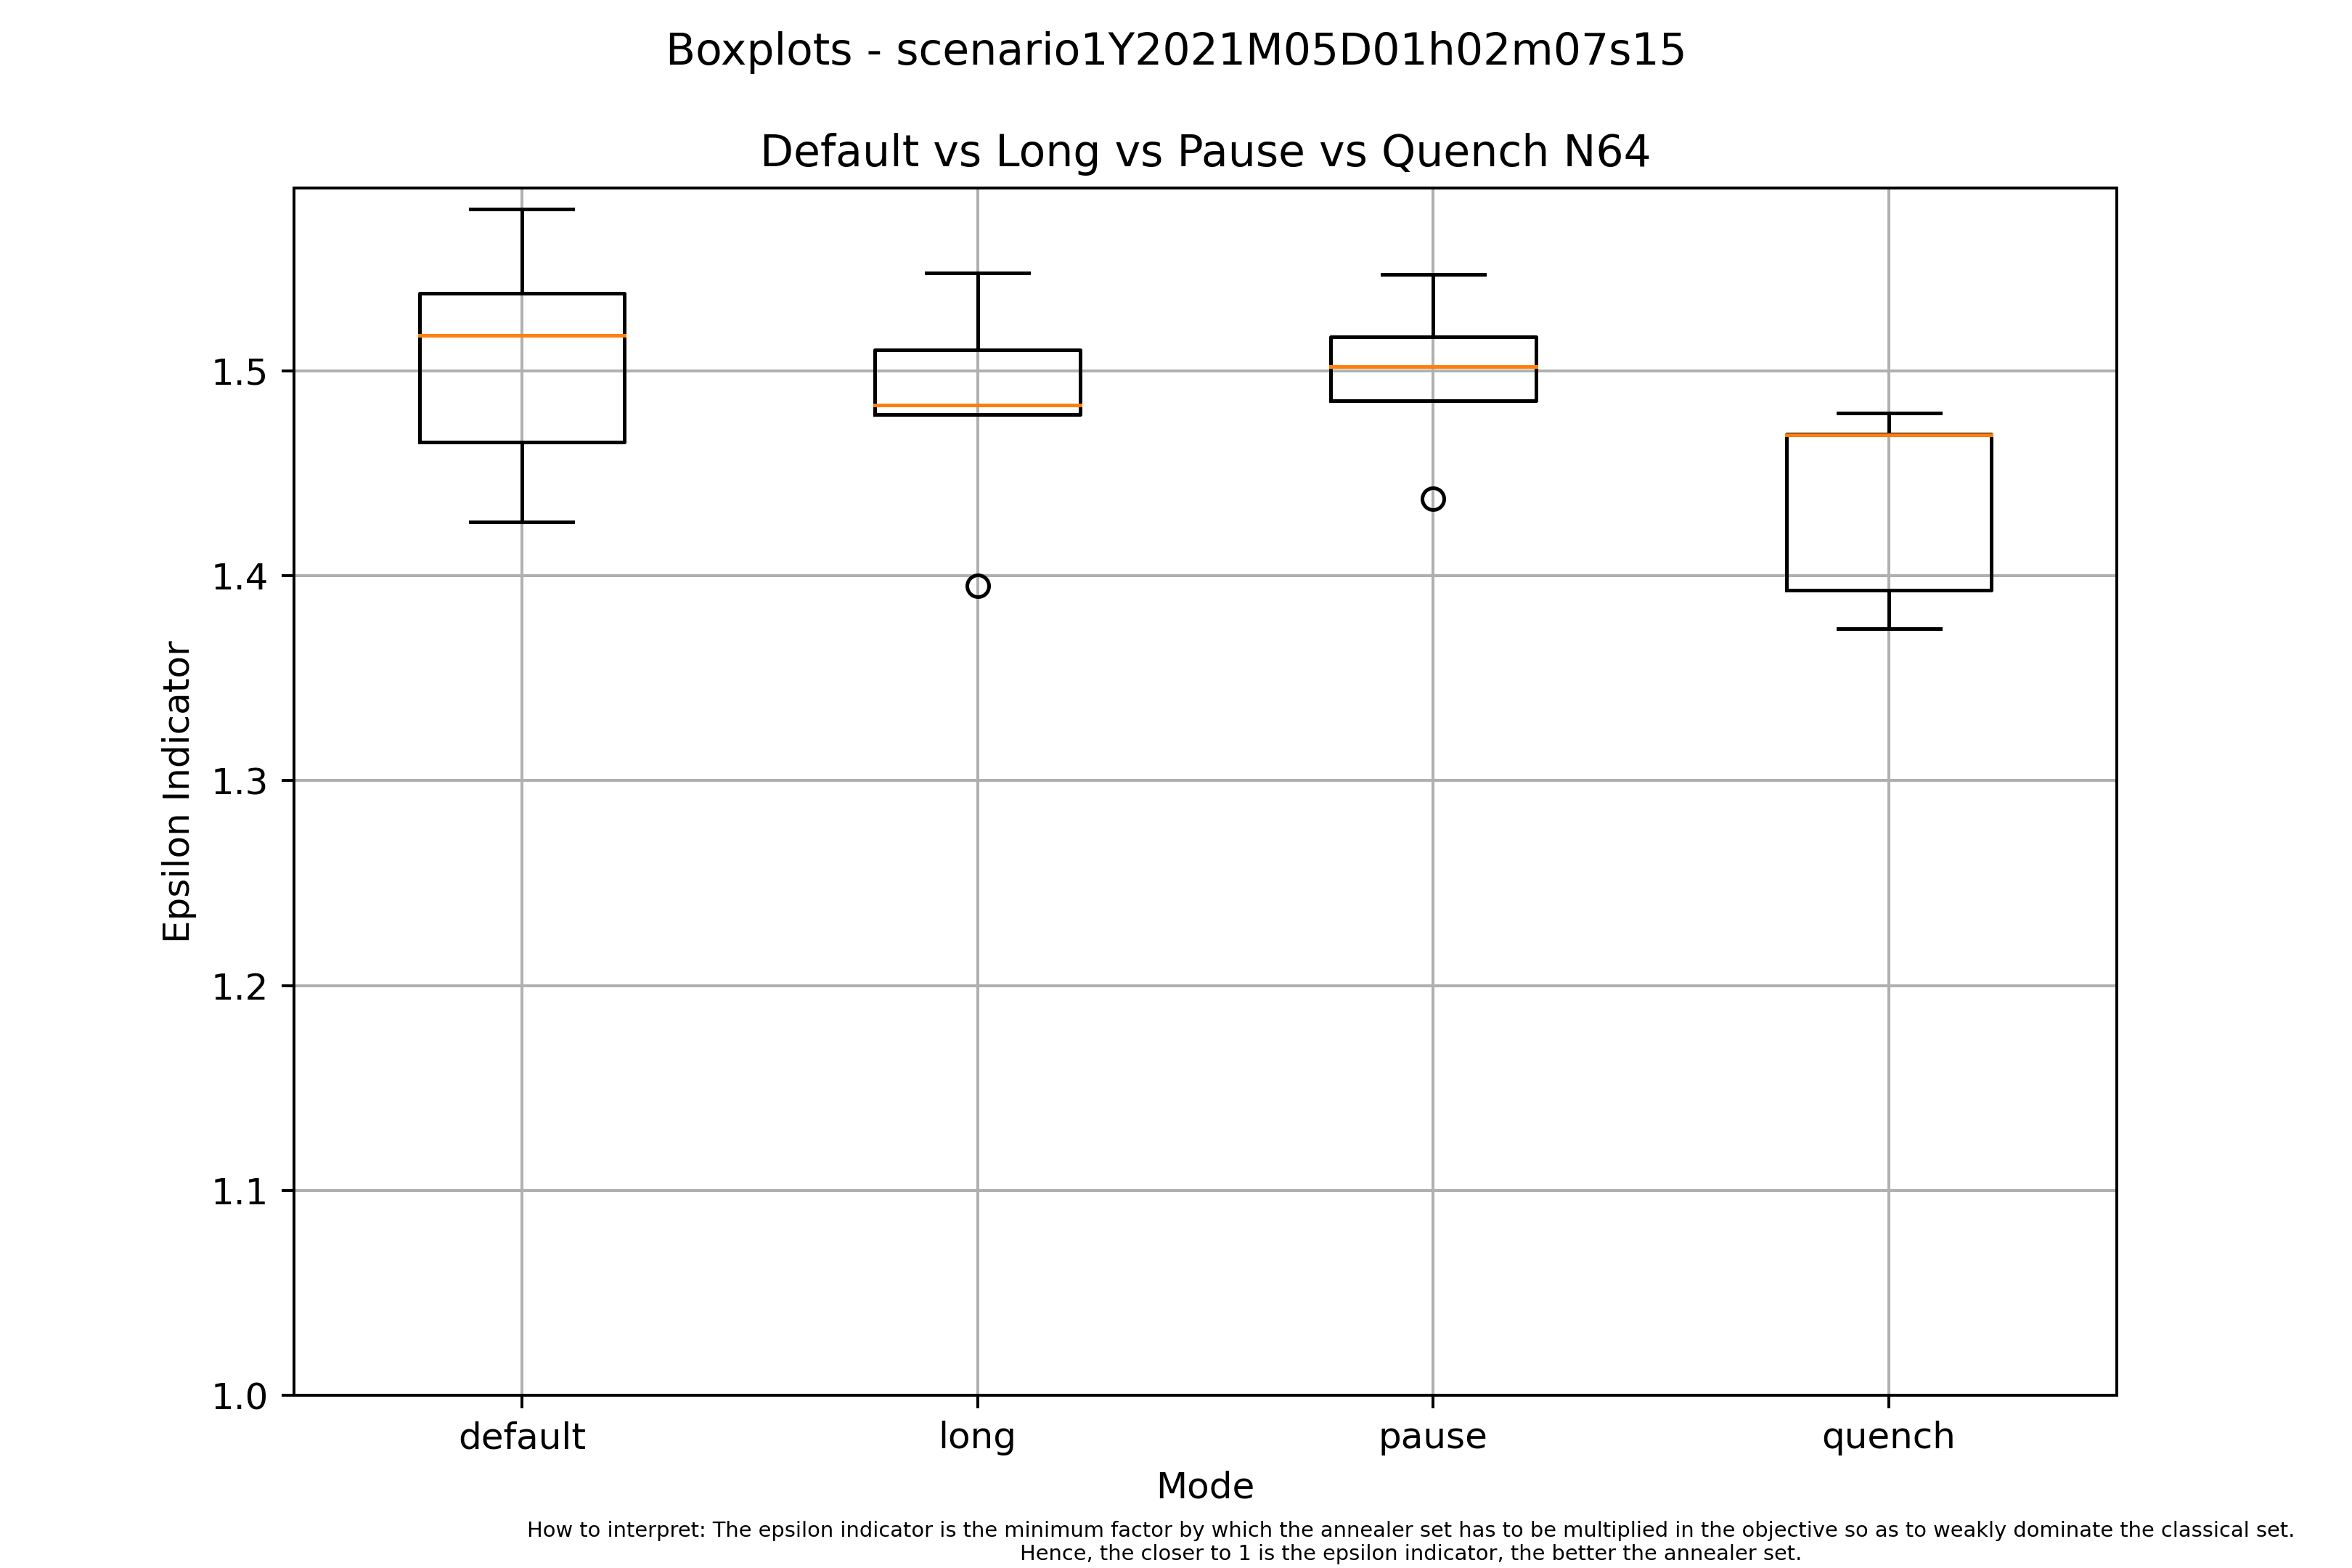 Boxplots - scenario1Y2021M05D01h02m07s15
Default vs Long vs Pause vs Quench N64
Epsilon Indicator
1.5
1.4
1.3
1.2
1.1
1.0
default long pause quench
Mode
How to interpret: The epsilon indicator is the minimum factor by which the annealer set has to be multiplied in the objective so as to weakly dominate the classical set.
Hence, the closer to 1 is the epsilon indicator, the better the annealer set.